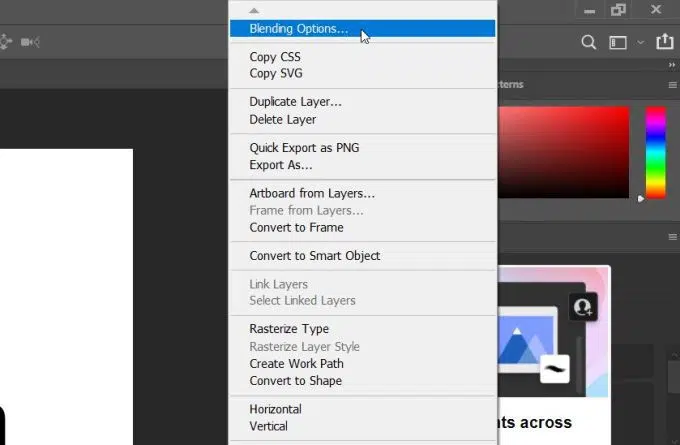 Blending Options...
Copy CSS
Copy SVG
Duplicate Layer...
Delete Layer
Quick Export as PNG
Export As...
Artboard from Layers...
Frame from Layers...
Convert to Frame
Convert to Smart Object
Link Layers
Select Linked Layers
Rasterize Type
Rasterize Layer Style
Create Work Path
Convert to Shape
Horizontal
Vertical
tterns
nts across